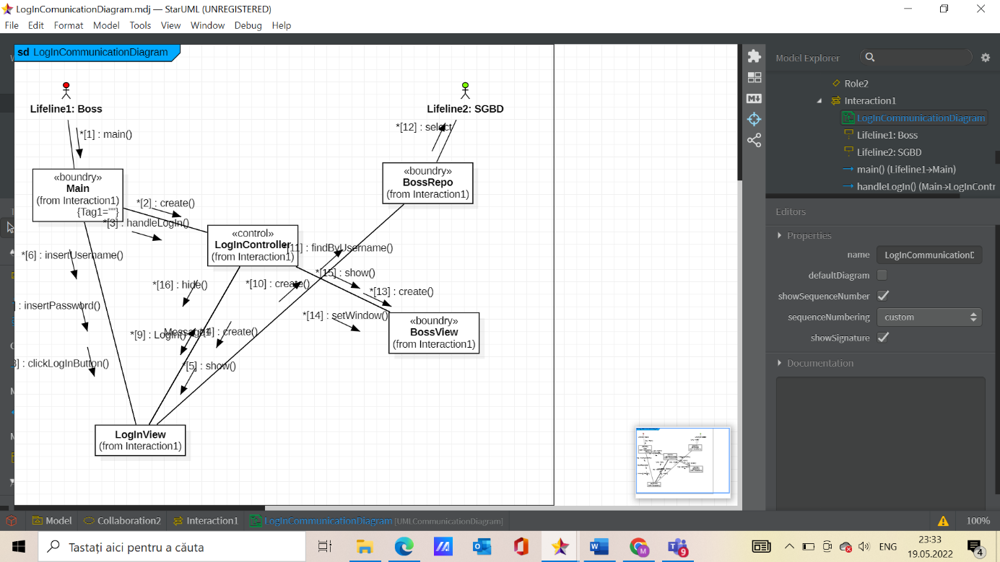 LogInComunicationDiagram.mdj — StarUML (UNREGISTERED)
File Edit Format Model Tools View Window Debug Help
sd LogInCommunicationDiagram
Lifeline1: Boss
Lifeline2: SGBD
*[1] : main()
*[12] : select
«boundry»
Main
(from Interaction1)
{Tag1=""}
«boundry»
BossRepo
(from Interaction1)
*[2] : create()
*[3] : handleLogIn()
«control»
LogInController
(from Interaction1)
11] : findByUsername()
*[6] : insertUsername()
*[15] : show()
*[16] : hide()
*[10] : create()
*[13] : create()
] : insertPassword()
*[14] : setWindow()
«boundry»
BossView
(from Interaction1)
*[9] : LogIn()
Message1
*[4] : create()
] : clickLogInButton()
*[5] : show()
LogInView
(from Interaction1)
Model Explorer
Role2
Interaction1
LogInCommunicationDiagram
Lifeline1: Boss
Lifeline2: SGBD
main() (Lifeline1→Main)
handleLogIn() (Main→LogInContr
Editors
Properties
name LogInCommunicationD
defaultDiagram
showSequenceNumber
sequenceNumbering custom
showSignature
Documentation
Model Collaboration2 Interaction1 LogInCommunicationDiagram [UMLCommunicationDiagram] 100%
Tastați aici pentru a căuta
ENG
23:33
19.05.2022
9
4